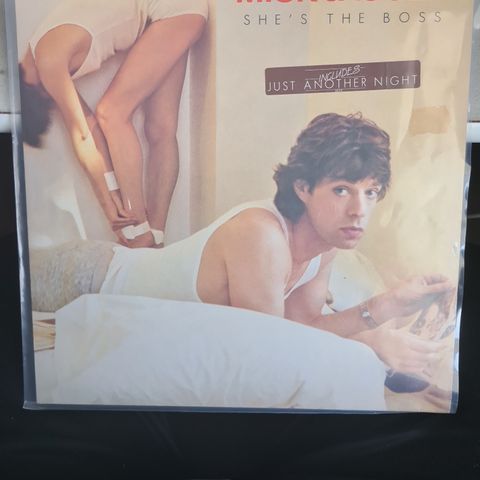 SHE'S THE BOSS
INCLUDES
JUST ANOTHER NIGHT